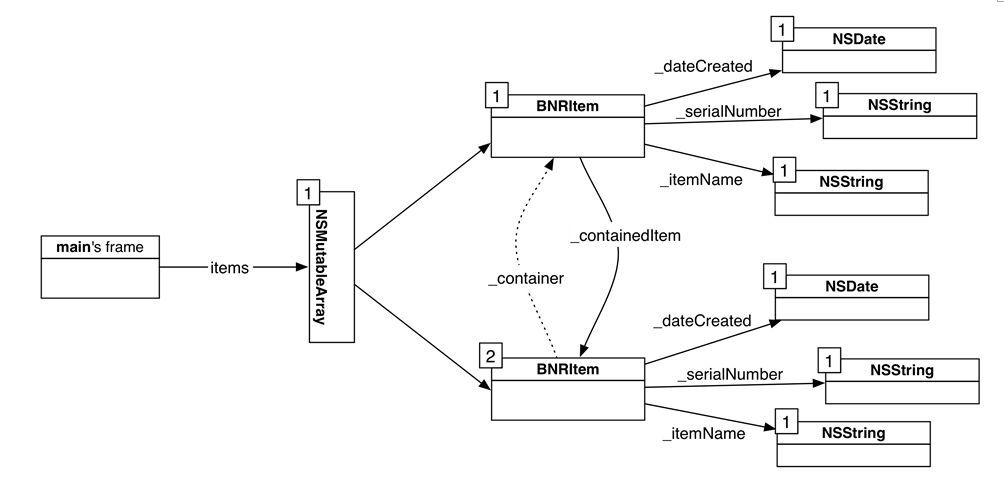 1
NSDate
_dateCreated
1
BNRItem
_serialNumber
1
NSString
_itemName
1
NSString
1
NSMutableArray
main's frame
items
_containedItem
_container
1
NSDate
_dateCreated
2
BNRItem
_serialNumber
1
NSString
_itemName
1
NSString